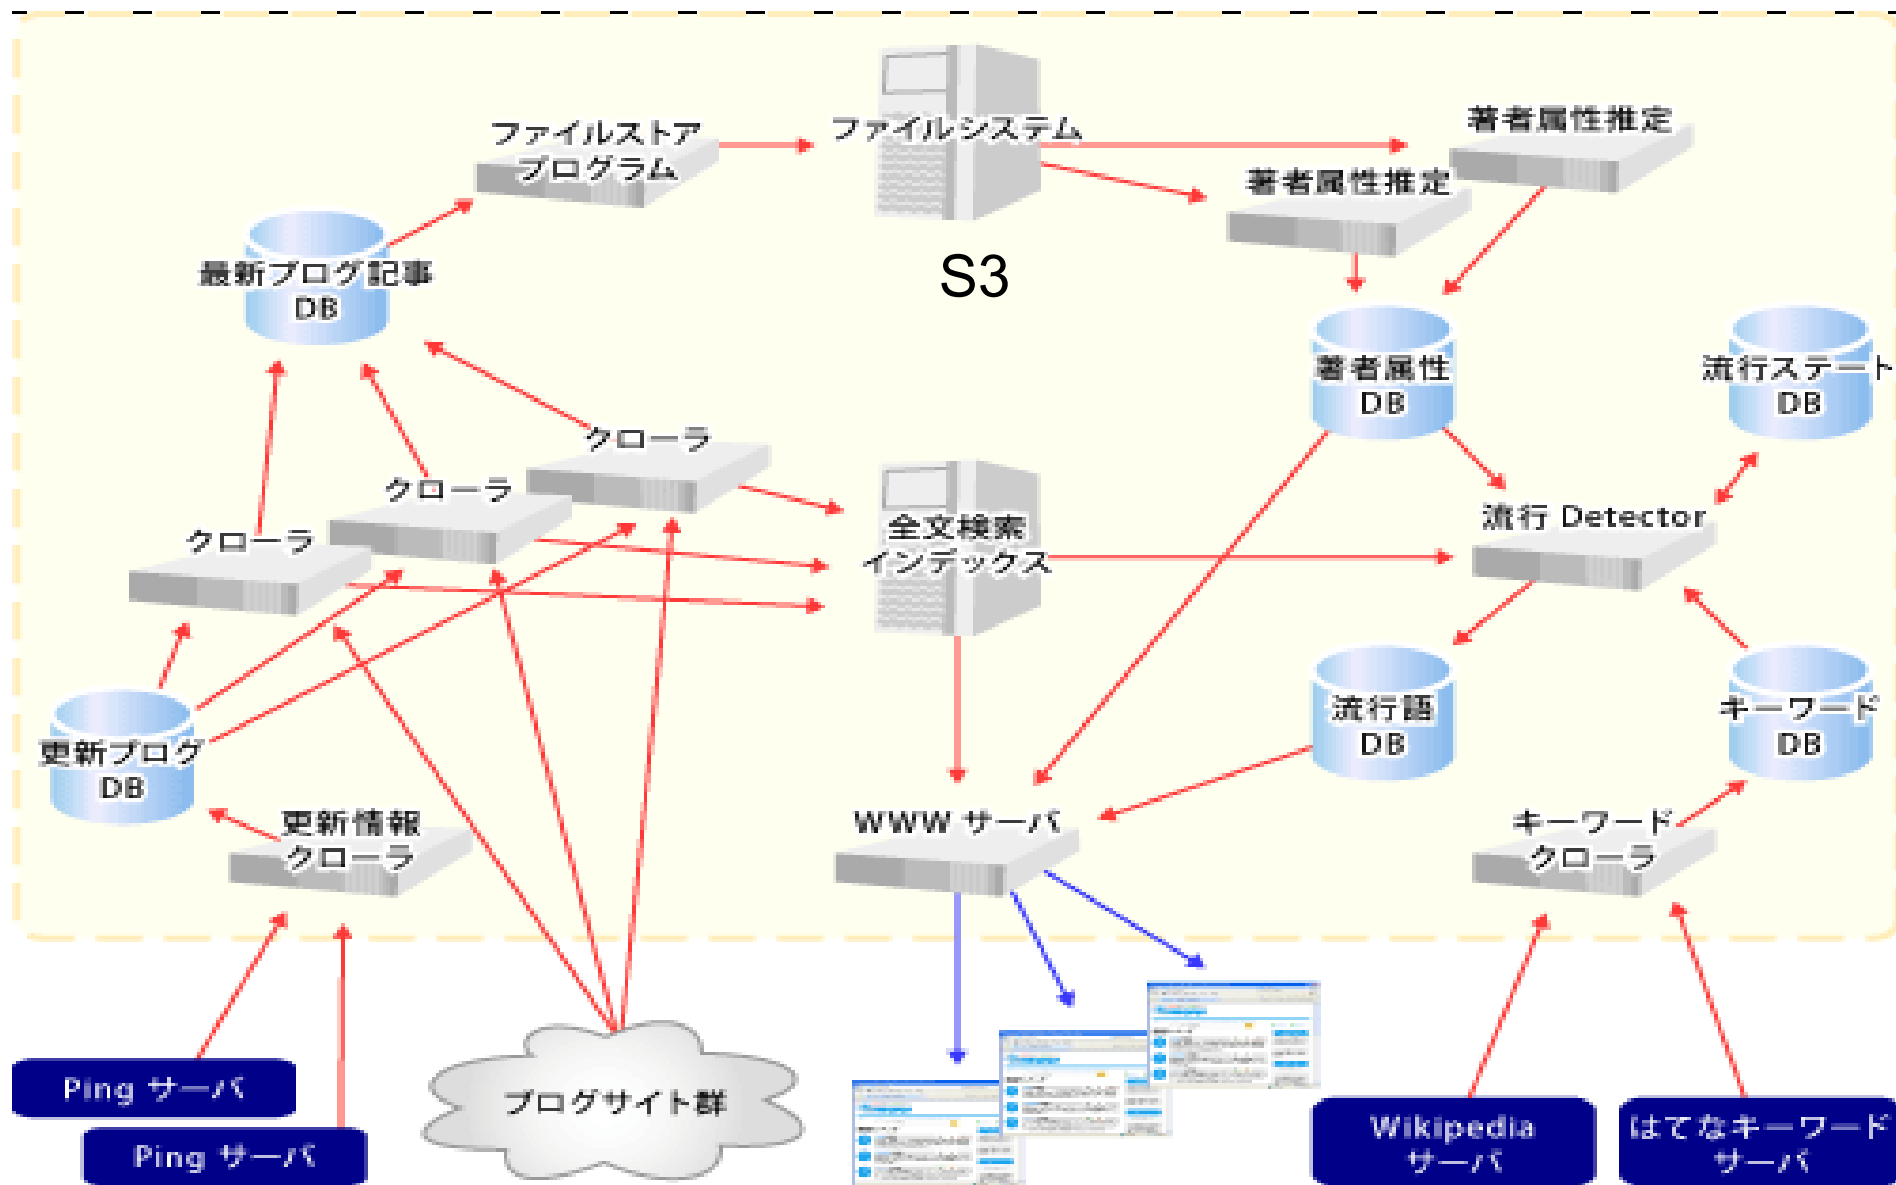 ファイルストア
プログラム
ファイルシステム
著者属性推定
著者属性推定
S3
最新ブログ記事
DB
著者属性
DB
流行ステート
DB
クローラ
クローラ
クローラ
全文検索
インデックス
流行 Detector
更新ブログ
DB
流行語
DB
キーワード
DB
更新情報
クローラ
WWW サーバ
キーワード
クローラ
Ping サーバ
Ping サーバ
ブログサイト群
Wikipedia
サーバ
はてなキーワード
サーバ